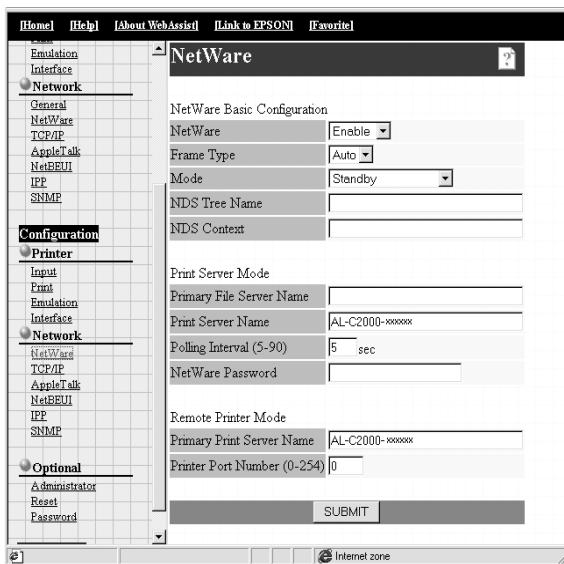 [Home] [Help] [About WebAssist] [Link to EPSON] [Favorite]
Emulation
Interface
Network
General
NetWare
TCP/IP
AppleTalk
NetBEUI
IPP
SNMP
Configuration
Printer
Input
Print
Emulation
Interface
Network
NetWare
TCP/IP
AppleTalk
NetBEUI
IPP
SNMP
Optional
Administrator
Reset
Password
NetWare
?
NetWare Basic Configuration
NetWare Enable
Frame Type Auto
Mode Standby
NDS Tree Name
NDS Context
Print Server Mode
Primary File Server Name
Print Server Name AL-C2000-xxxxxx
Polling Interval (5-90) 5 sec
NetWare Password
Remote Printer Mode
Primary Print Server Name AL-C2000-xxxxxx
Printer Port Number (0-254) 0
SUBMIT
Internet zone